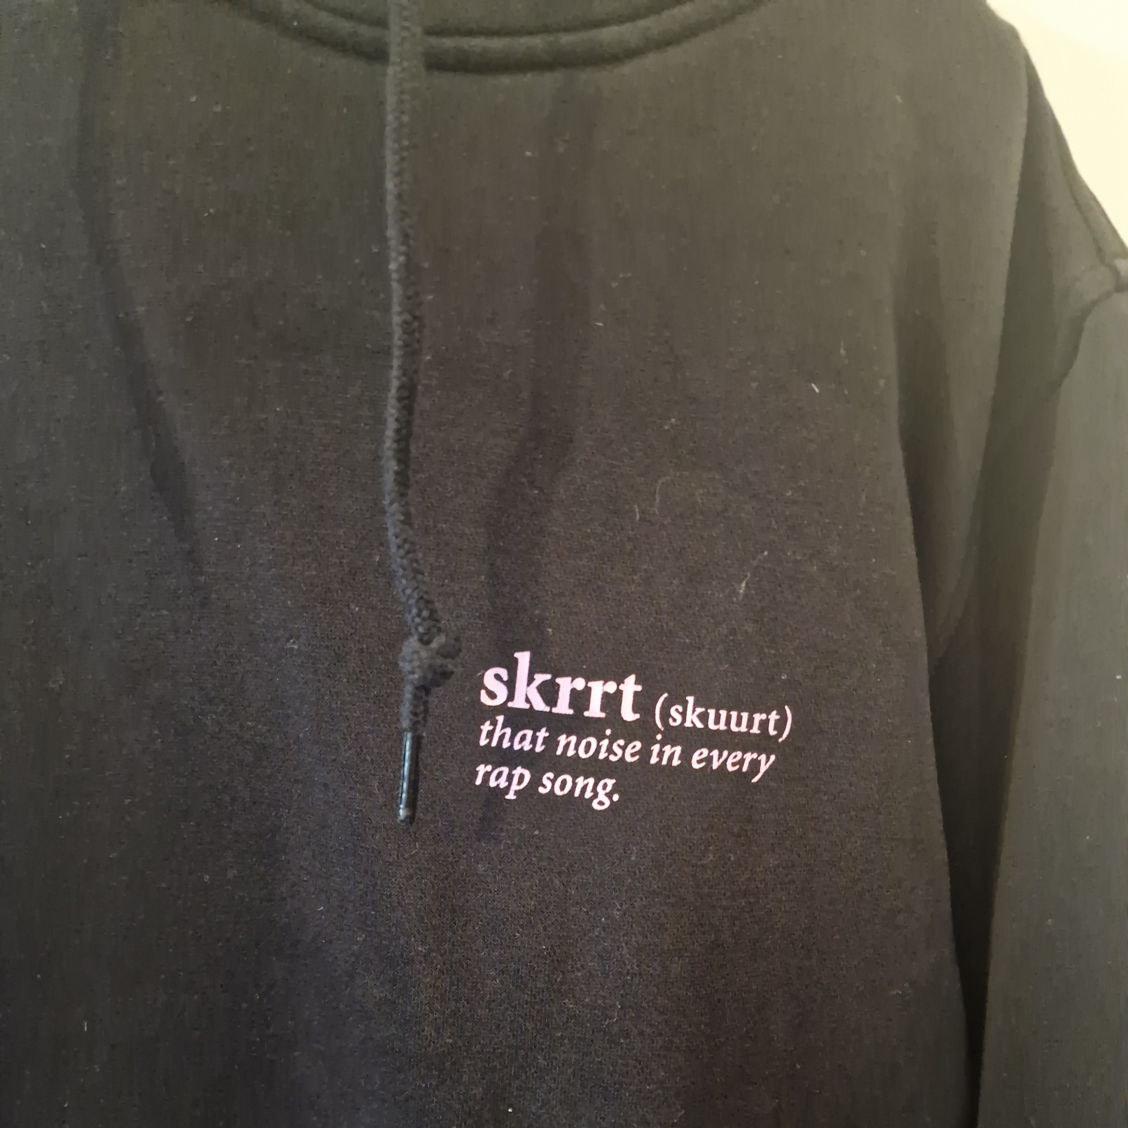 skrrt (skuurt)
that noise in every
rap song.